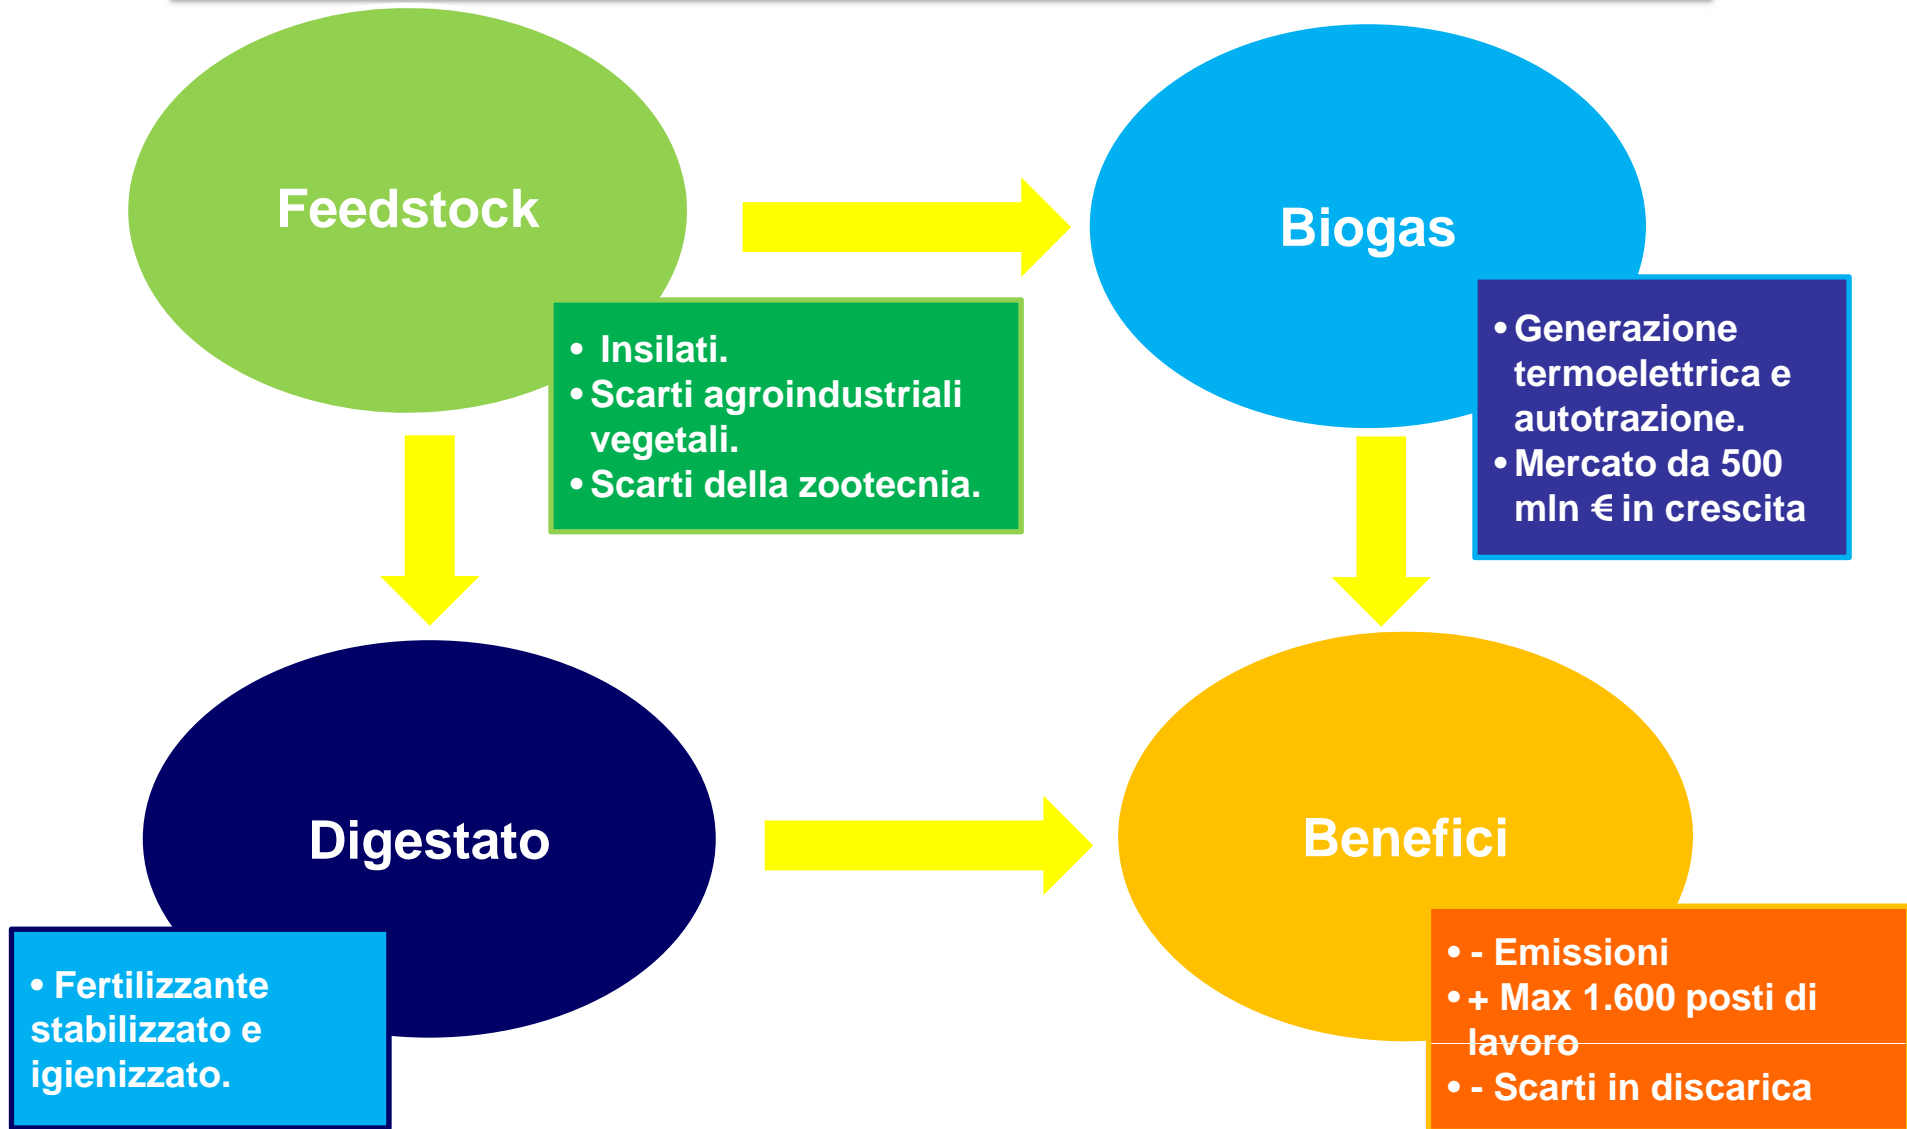 Feedstock
• Insilati.
• Scarti agroindustriali
vegetali.
• Scarti della zootecnia.
Biogas
• Generazione
termoelettrica e
autotrazione.
• Mercato da 500
mln € in crescita
Digestato
• Fertilizzante
stabilizzato e
igienizzato.
Benefici
• - Emissioni
• + Max 1.600 posti di
lavoro
• - Scarti in discarica